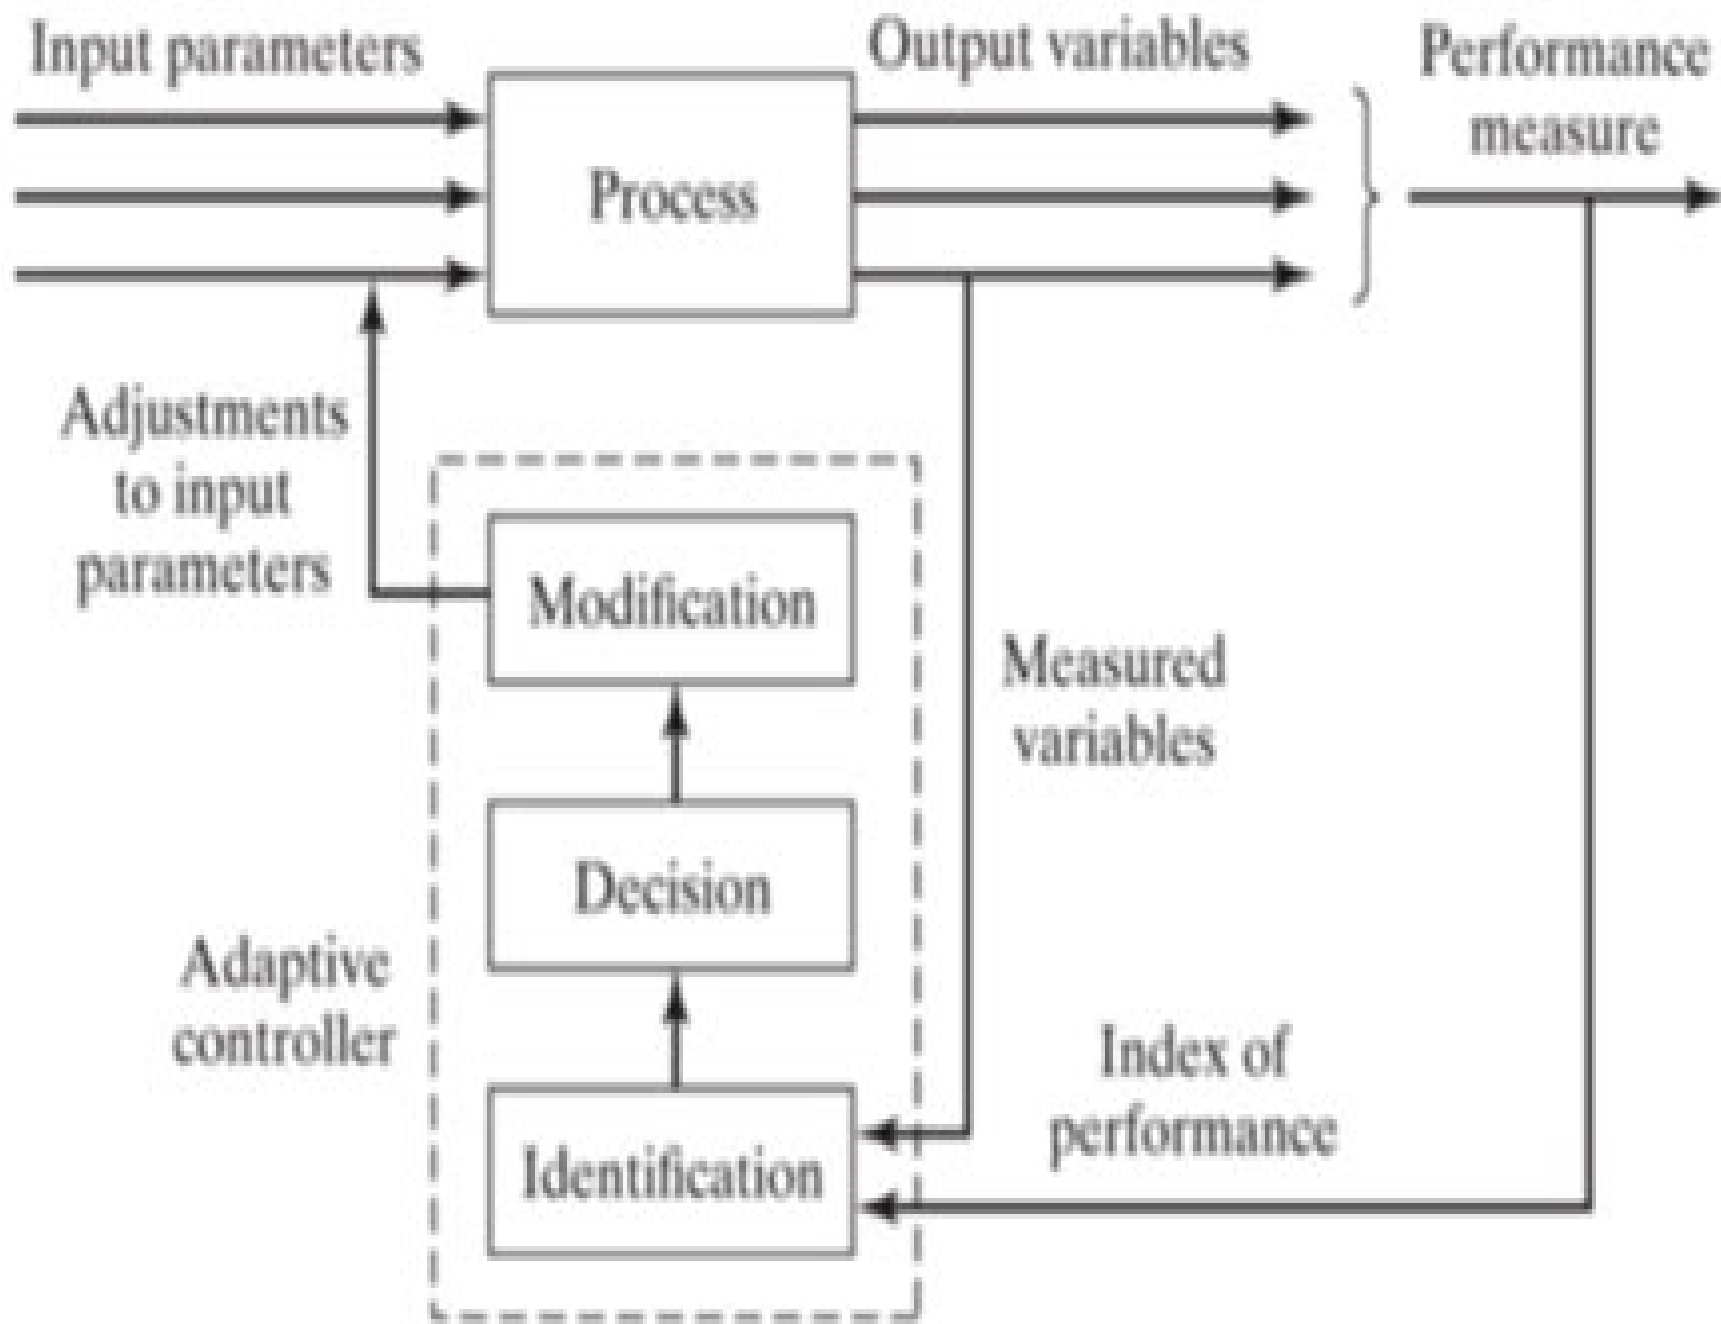 Input parameters
Output variables
Performance
measure
Process
Adjustments
to input
parameters
Modification
Measured
variables
Decision
Adaptive
controller
Index of
performance
Identification